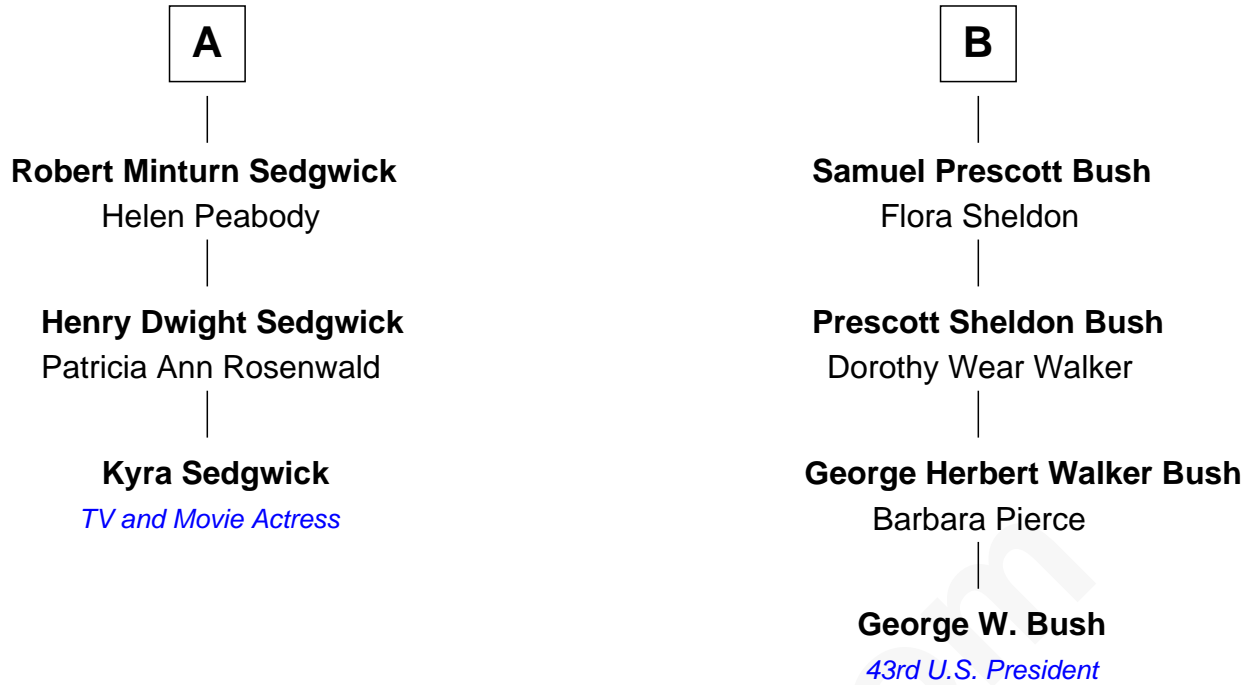 A
Robert Minturn Sedgwick
Helen Peabody
Henry Dwight Sedgwick
Patricia Ann Rosenwald
Kyra Sedgwick
TV and Movie Actress
B
Samuel Prescott Bush
Flora Sheldon
Prescott Sheldon Bush
Dorothy Wear Walker
George Herbert Walker Bush
Barbara Pierce
George W. Bush
43rd U.S. President
om